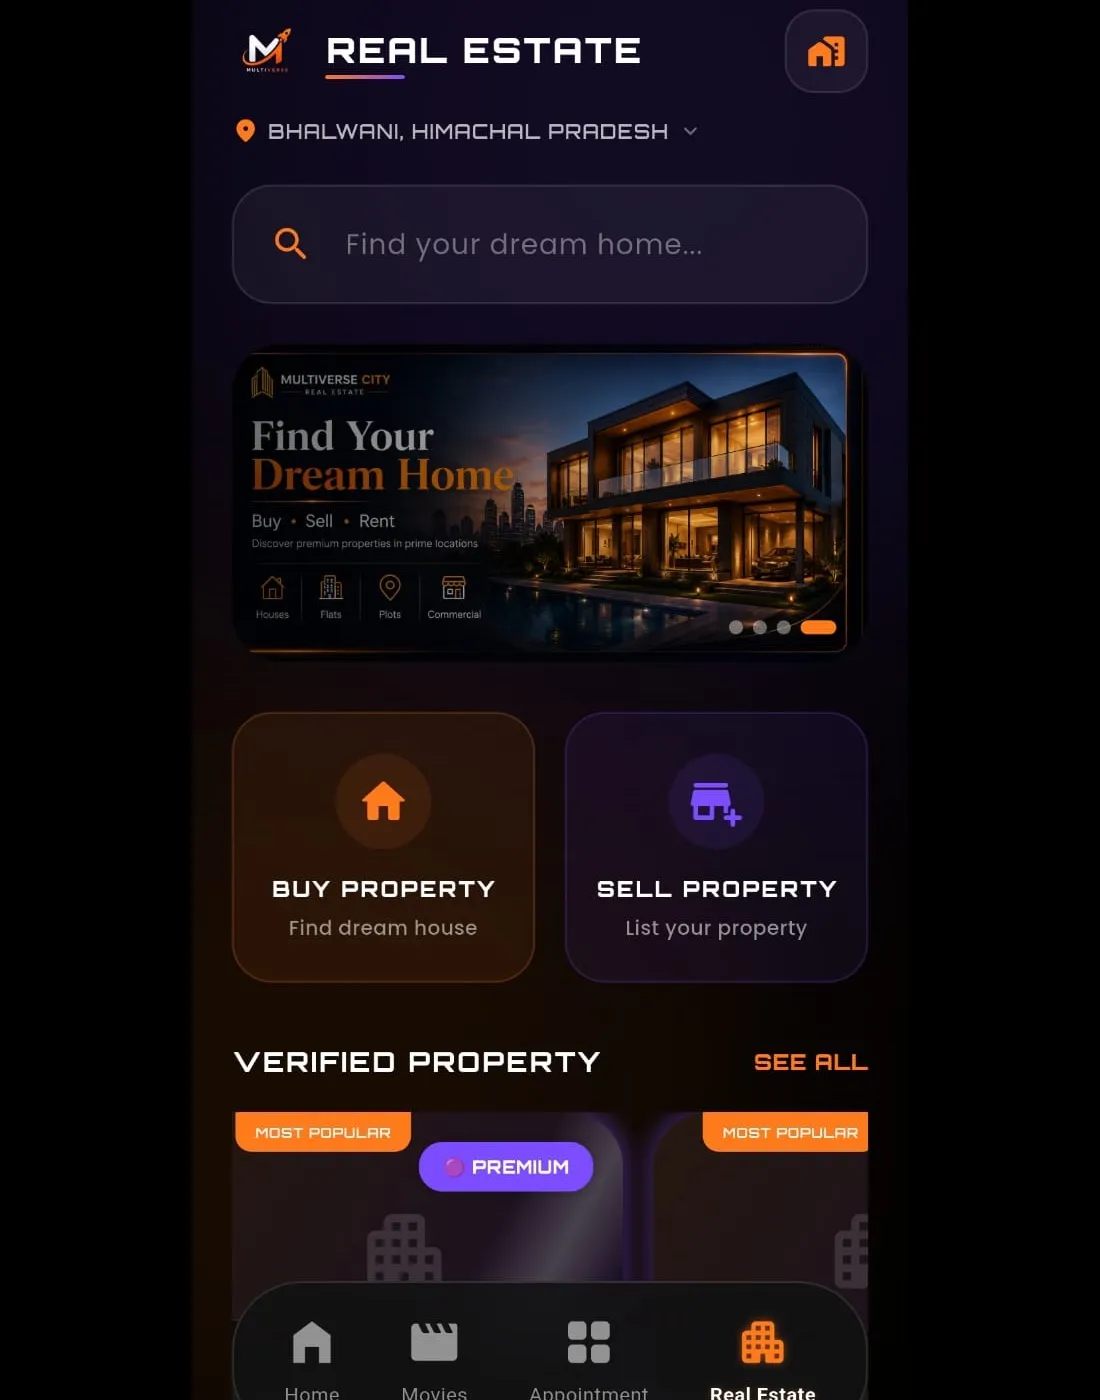 MULTIVERSE
REAL ESTATE
BHALWANI, HIMACHAL PRADESH
Find your dream home...
MULTIVERSE CITY
REAL ESTATE
Find Your
Dream Home
Buy • Sell • Rent
Discover premium properties in prime locations
Houses Flats Plots Commercial
BUY PROPERTY
Find dream house
SELL PROPERTY
List your property
VERIFIED PROPERTY
SEE ALL
MOST POPULAR
PREMIUM
MOST POPULAR
Home Movies Appointment Real Estate